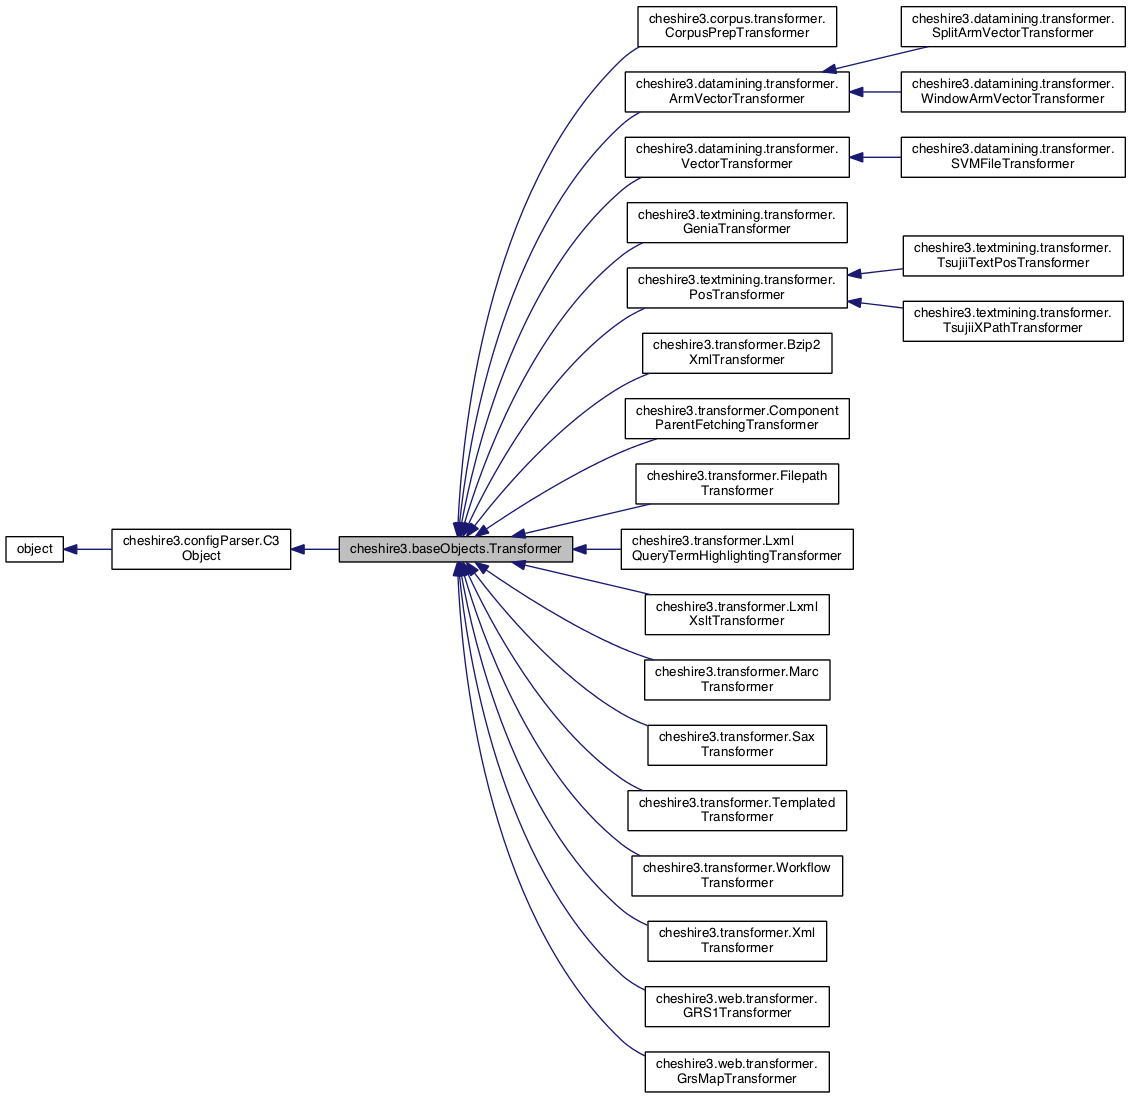 object
cheshire3.configParser.C3
Object
cheshire3.baseObjects.Transformer
cheshire3.corpus.transformer.
CorpusPrepTransformer
cheshire3.datamining.transformer.
ArmVectorTransformer
cheshire3.datamining.transformer.
VectorTransformer
cheshire3.textmining.transformer.
GeniaTransformer
cheshire3.textmining.transformer.
PosTransformer
cheshire3.transformer.Bzip2
XmlTransformer
cheshire3.transformer.Component
ParentFetchingTransformer
cheshire3.transformer.Filepath
Transformer
cheshire3.transformer.Lxml
QueryTermHighlightingTransformer
cheshire3.transformer.Lxml
XsltTransformer
cheshire3.transformer.Marc
Transformer
cheshire3.transformer.Sax
Transformer
cheshire3.transformer.Templated
Transformer
cheshire3.transformer.Workflow
Transformer
cheshire3.transformer.Xml
Transformer
cheshire3.web.transformer.
GRS1Transformer
cheshire3.web.transformer.
GrsMapTransformer
cheshire3.datamining.transformer.
SplitArmVectorTransformer
cheshire3.datamining.transformer.
WindowArmVectorTransformer
cheshire3.datamining.transformer.
SVMFileTransformer
cheshire3.textmining.transformer.
TsujiiTextPosTransformer
cheshire3.textmining.transformer.
TsujiiXPathTransformer